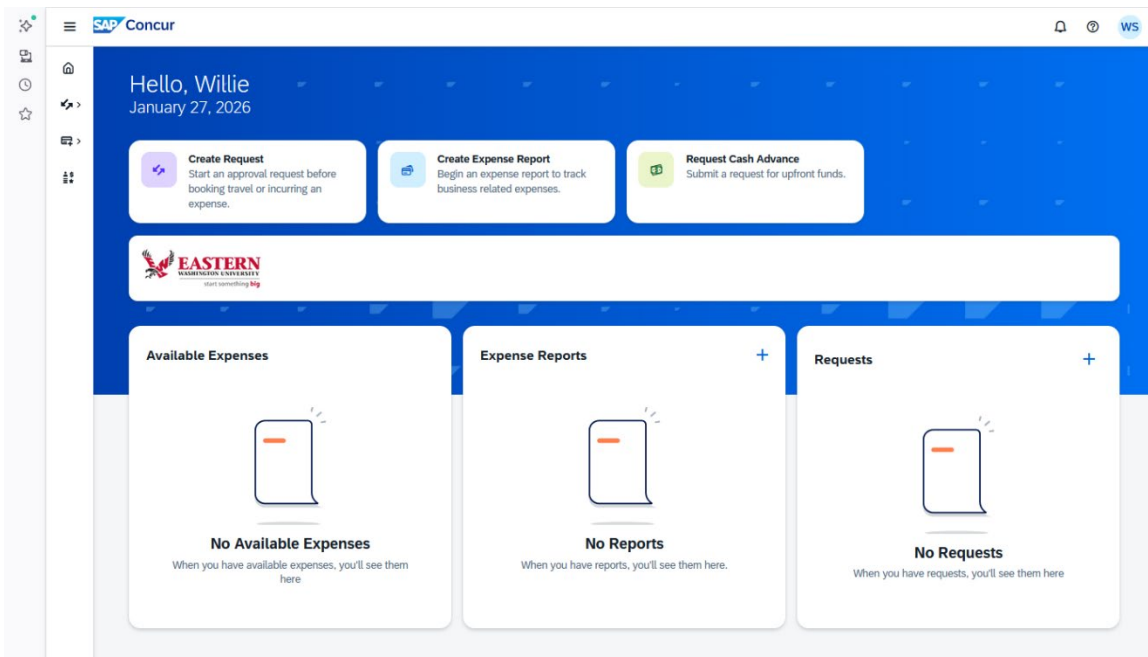 SAP Concur
WS
Hello, Willie
January 27, 2026
Create Request
Start an approval request before
booking travel or incurring an
expense.
Create Expense Report
Begin an expense report to track
business related expenses.
Request Cash Advance
Submit a request for upfront funds.
EASTERN
WASHINGTON UNIVERSITY
start something big
Available Expenses
No Available Expenses
When you have available expenses, you'll see them
here
Expense Reports
+
No Reports
When you have reports, you'll see them here.
Requests
+
No Requests
When you have requests, you'll see them here